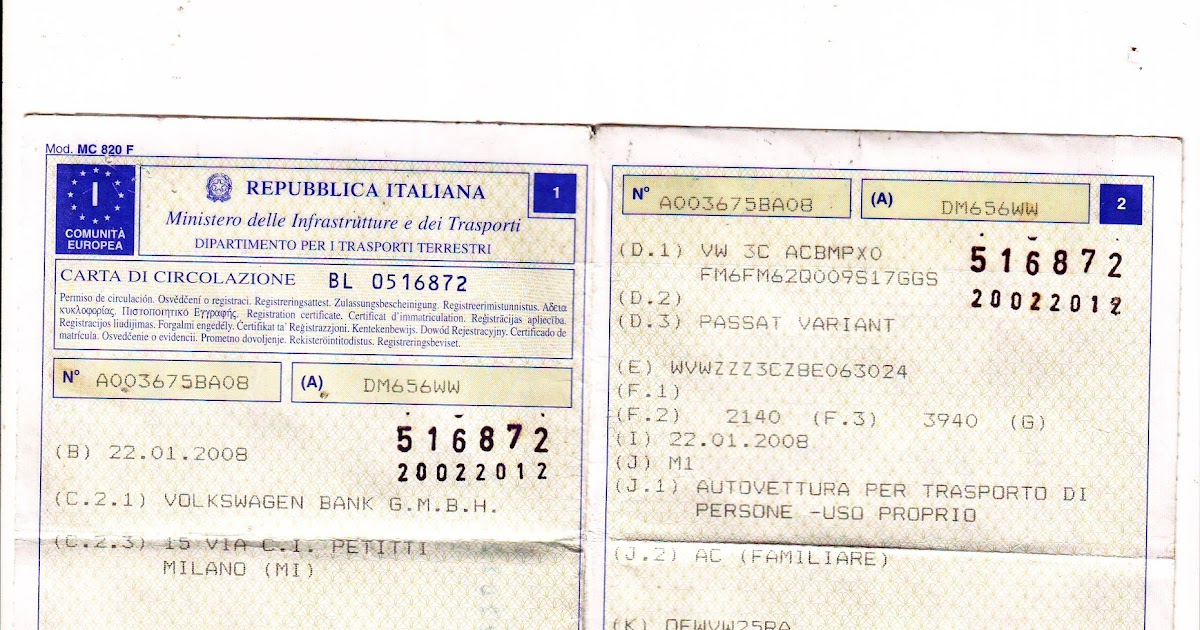 Mod. MC 820 F
I
COMUNITÀ
EUROPEA
REPUBBLICA ITALIANA
Ministero delle Infrastrutture e dei Trasporti
DIPARTIMENTO PER I TRASPORTI TERRESTRI
1
CARTA DI CIRCOLAZIONE BL 0516872
Permiso de circulación. Osvědčení o registraci. Registreringsattest. Zulassungsbescheinigung. Registreerimistunnistus. Αδεια
κυκλοφορίας. Πιστοποιητικό Εγγραφής. Registration certificate. Certificat d'immatriculation. Reģistrācijas apliecība.
Registracijos liudijimas. Forgalmi engedély. Ċertifikat ta' Reġistrazzjoni. Kentekenbewijs. Dowód Rejestracyjny. Certificado de
matrícula. Osvedčenie o evidencii. Prometno dovoljenje. Rekisteröintitodistus. Registreringsbeviset.
N° A003675BA08 (A) DM656WW
516872
(B) 22.01.2008 20022012
(C.2.1) VOLKSWAGEN BANK G.M.B.H.
(C.2.3) 15 VIA C.I. PETITTI
MILANO (MI)
N° A003675BA08 (A) DM656WW 2
(D.1) VW 3C ACBMPX0 516872
FM6FM62Q009S17GGS
(D.2) 20022012
(D.3) PASSAT VARIANT
(E) WVWZZZ3CZ8E063024
(F.1)
(F.2) 2140 (F.3) 3940 (G)
(I) 22.01.2008
(J) M1
(J.1) AUTOVETTURA PER TRASPORTO DI
PERSONE -USO PROPRIO
(J.2) AC (FAMILIARE)
(K) OEVW25RA